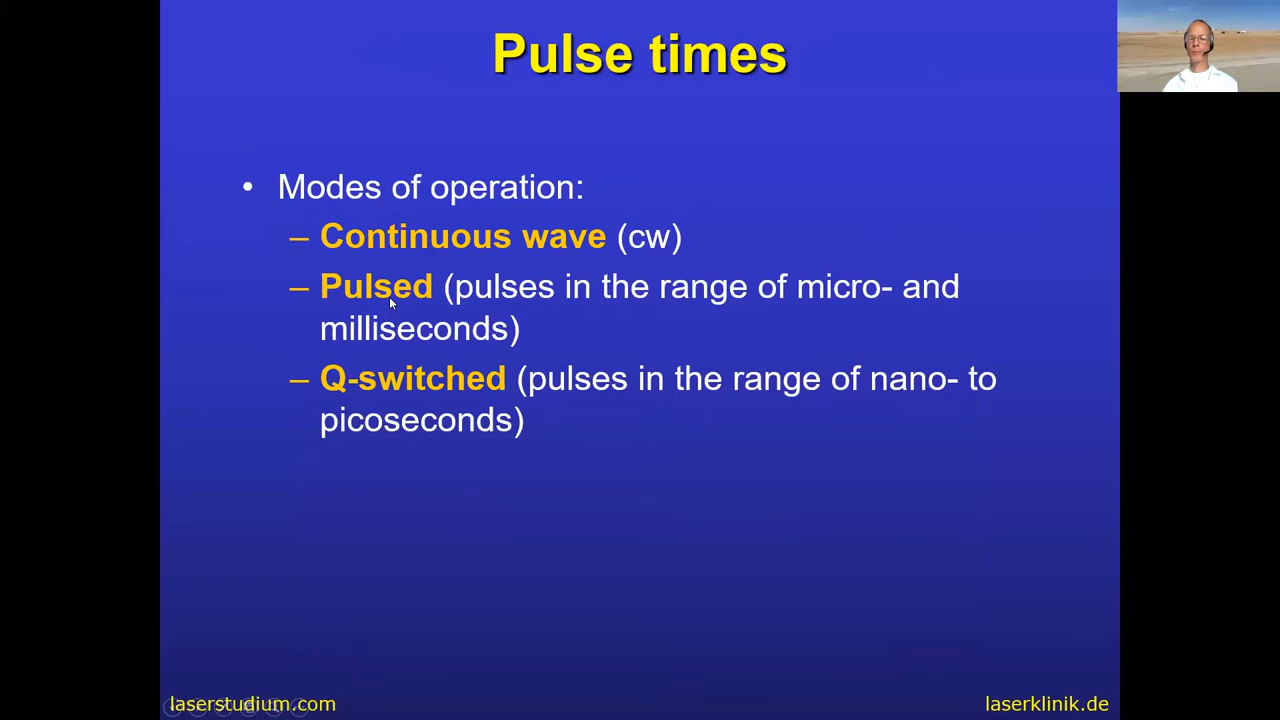 Pulse times
• Modes of operation:
– Continuous wave (cw)
– Pulsed (pulses in the range of micro- and
milliseconds)
– Q-switched (pulses in the range of nano- to
picoseconds)
laserstudium.com
laserklinik.de